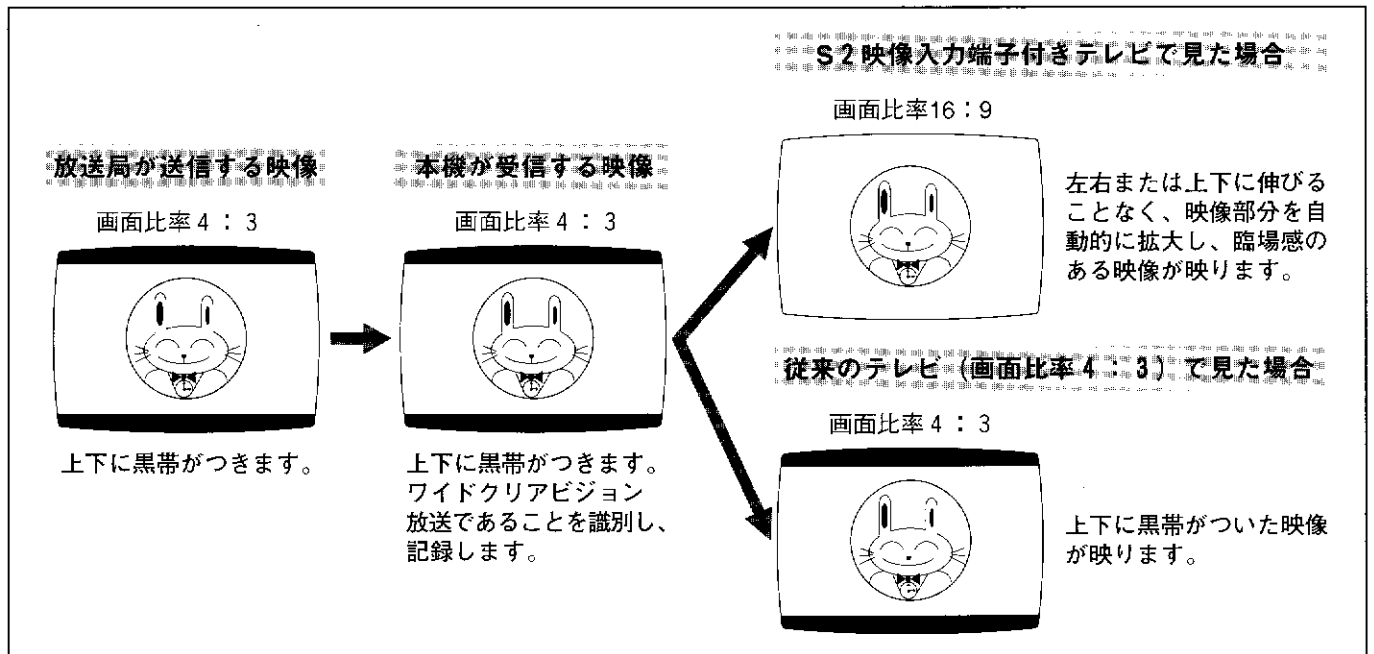 放送局が送信する映像
画面比率4：3
上下に黒帯がつきます。
本機が受信する映像
画面比率4：3
上下に黒帯がつきます。
ワイドクリアビジョン
放送であることを識別し、
記録します。
S2映像入力端子付きテレビで見た場合
画面比率16：9
左右または上下に伸びる
ことなく、映像部分を自
動的に拡大し、臨場感の
ある映像が映ります。
従来のテレビ（画面比率4：3）で見た場合
画面比率4：3
上下に黒帯がついた映像
が映ります。